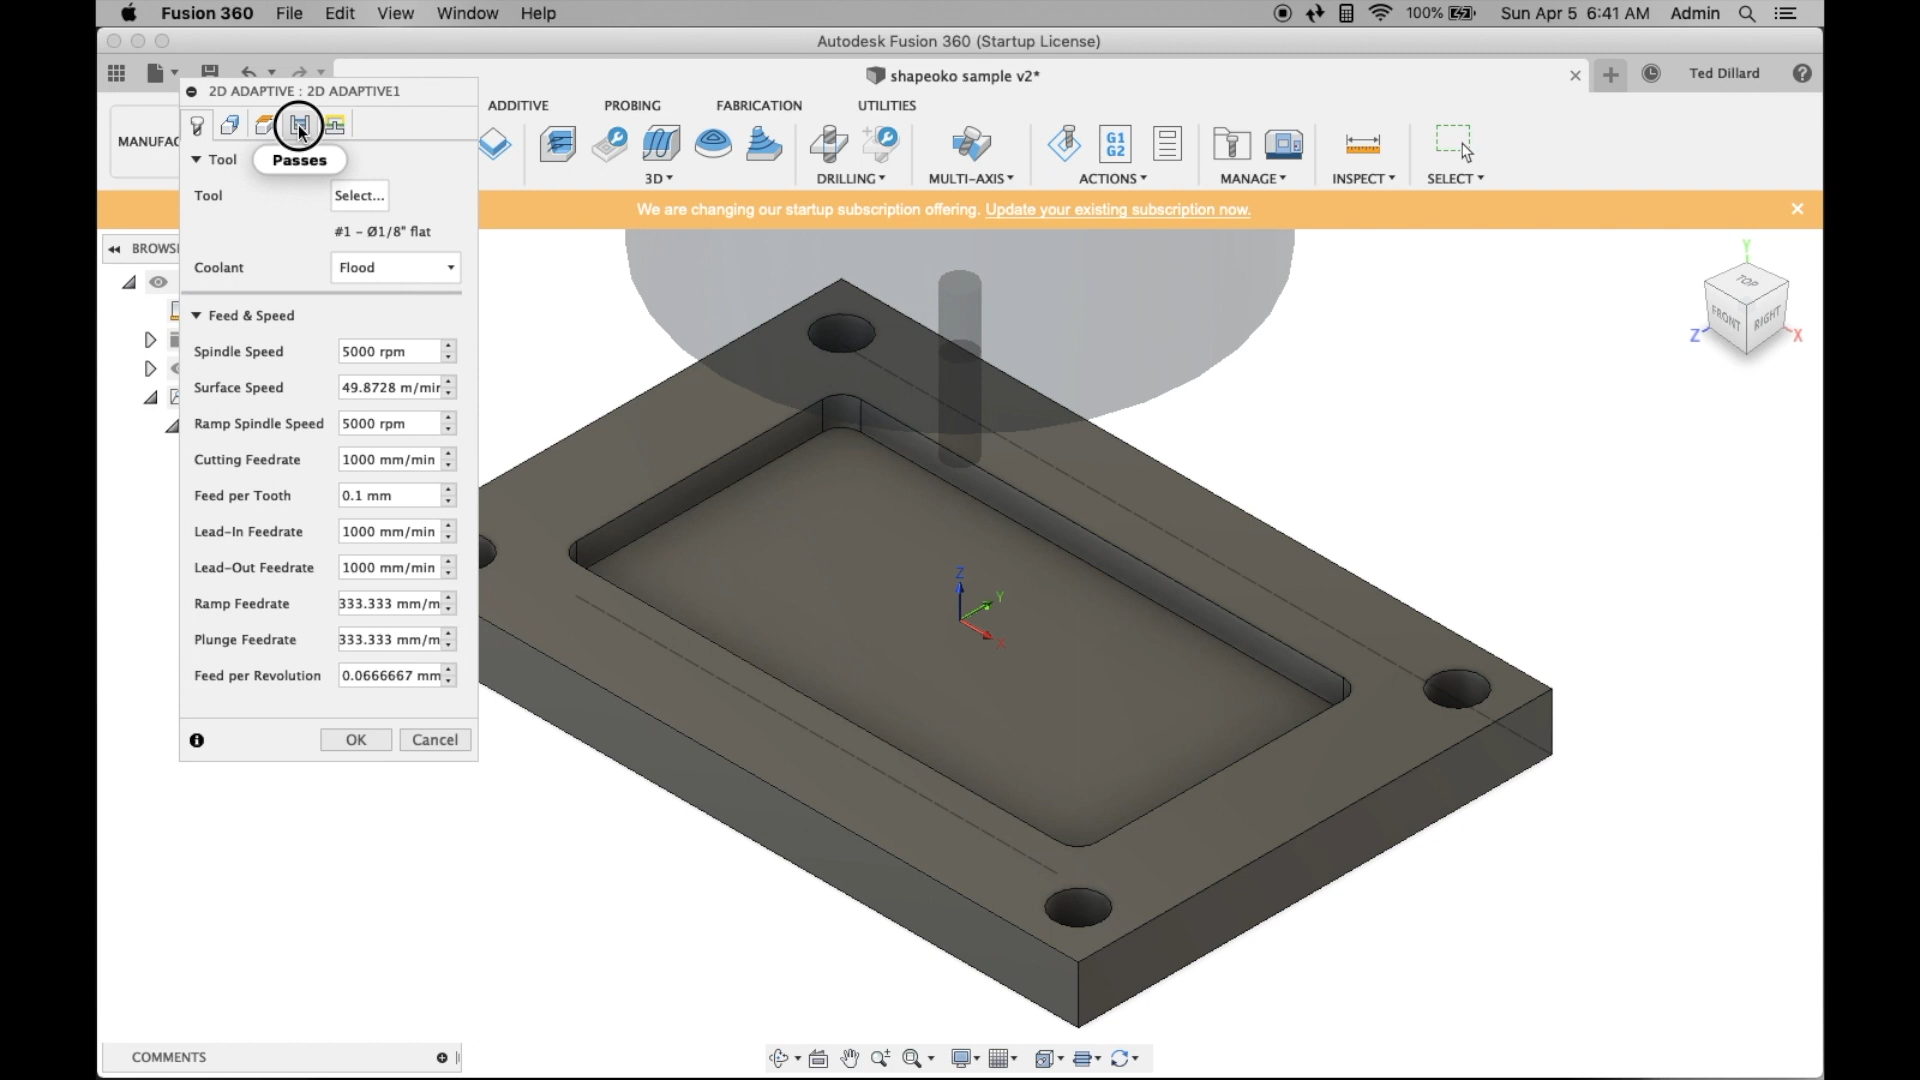 Fusion 360 File Edit View Window Help 100% Sun Apr 5 6:41 AM Admin
Autodesk Fusion 360 (Startup License)
shapeoko sample v2*
Ted Dillard
2D ADAPTIVE : 2D ADAPTIVE1
ADDITIVE PROBING FABRICATION UTILITIES
MANUFAC
G1
G2
3D DRILLING MULTI-AXIS ACTIONS MANAGE INSPECT SELECT
We are changing our startup subscription offering. Update your existing subscription now.
BROWS
Tool
Passes
Tool Select...
#1 - Ø1/8" flat
Coolant Flood
Feed & Speed
Spindle Speed 5000 rpm
Surface Speed 49.8728 m/min
Ramp Spindle Speed 5000 rpm
Cutting Feedrate 1000 mm/min
Feed per Tooth 0.1 mm
Lead-In Feedrate 1000 mm/min
Lead-Out Feedrate 1000 mm/min
Ramp Feedrate 333.333 mm/m
Plunge Feedrate 333.333 mm/m
Feed per Revolution 0.0666667 mm
OK Cancel
Y
TOP
FRONT RIGHT
Z X
Z
Y
X
COMMENTS